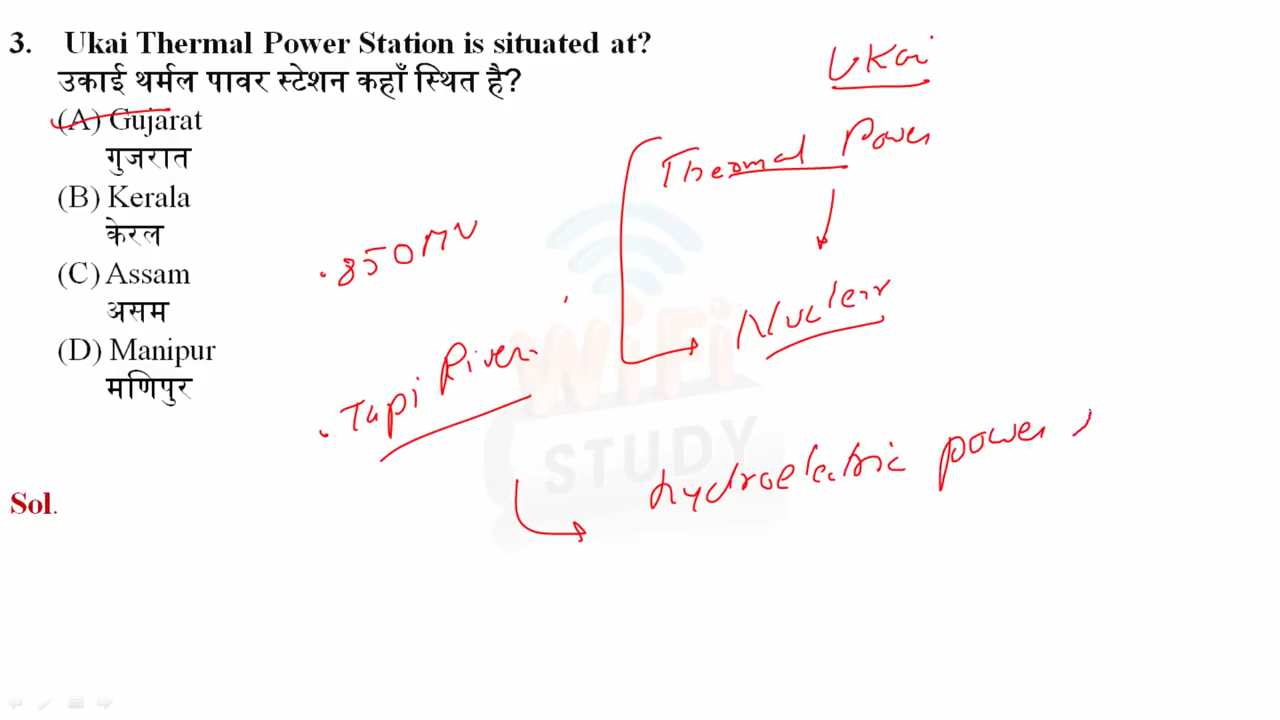 3. Ukai Thermal Power Station is situated at?
उकाई थर्मल पावर स्टेशन कहाँ स्थित है?
(A) Gujarat
गुजरात
(B) Kerala
केरल
(C) Assam
असम
(D) Manipur
मणिपुर
Sol.
Ukai
Thermal Power
.850MV
Nuclear
.Tapi River
hydroelectric power
WiFi
STUDY